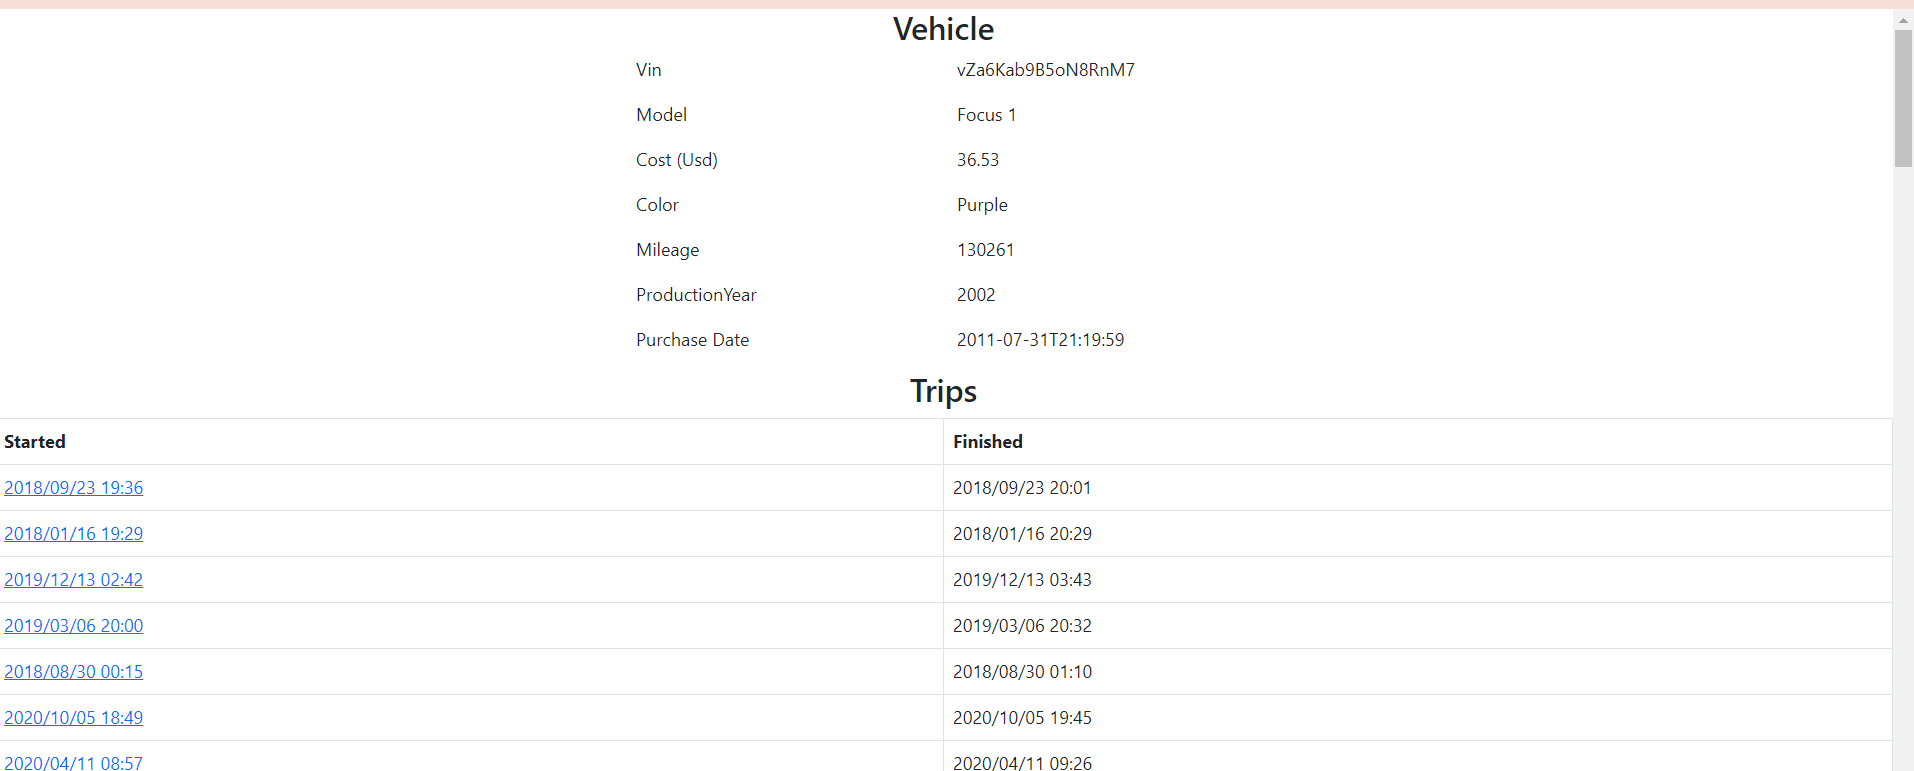 Vehicle
Vin vZa6Kab9B5oN8RnM7
Model Focus 1
Cost (Usd) 36.53
Color Purple
Mileage 130261
ProductionYear 2002
Purchase Date 2011-07-31T21:19:59
Trips
Started Finished
2018/09/23 19:36 2018/09/23 20:01
2018/01/16 19:29 2018/01/16 20:29
2019/12/13 02:42 2019/12/13 03:43
2019/03/06 20:00 2019/03/06 20:32
2018/08/30 00:15 2018/08/30 01:10
2020/10/05 18:49 2020/10/05 19:45
2020/04/11 08:57 2020/04/11 09:26